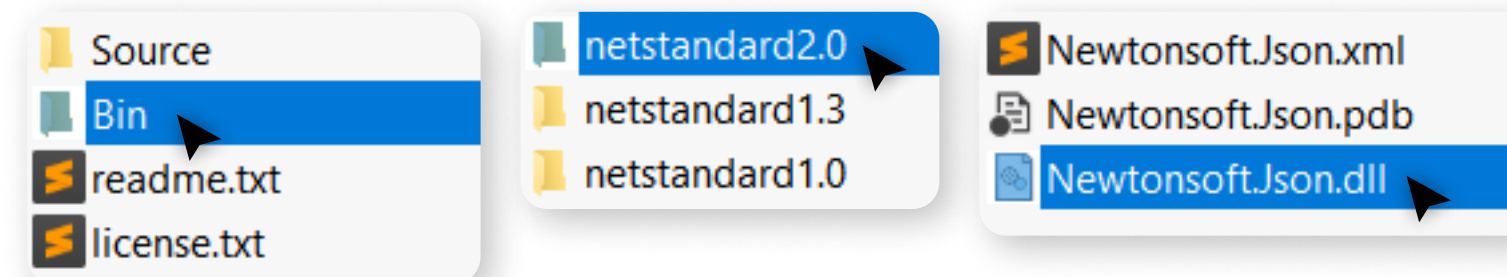 Source
Bin
readme.txt
license.txt
netstandard2.0
netstandard1.3
netstandard1.0
Newtonsoft.Json.xml
Newtonsoft.Json.pdb
Newtonsoft.Json.dll